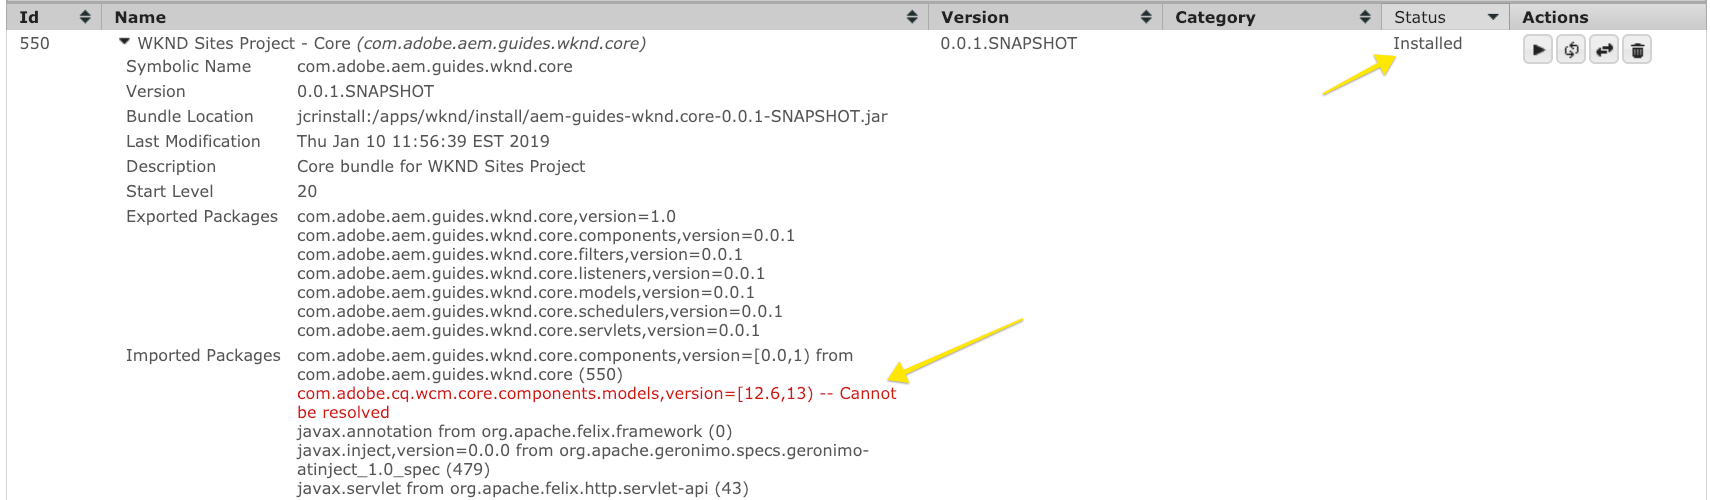 Id Name Version Category Status Actions
550 WKND Sites Project - Core (com.adobe.aem.guides.wknd.core) 0.0.1.SNAPSHOT Installed
Symbolic Name com.adobe.aem.guides.wknd.core
Version 0.0.1.SNAPSHOT
Bundle Location jcrinstall:/apps/wknd/install/aem-guides-wknd.core-0.0.1-SNAPSHOT.jar
Last Modification Thu Jan 10 11:56:39 EST 2019
Description Core bundle for WKND Sites Project
Start Level 20
Exported Packages com.adobe.aem.guides.wknd.core,version=1.0
com.adobe.aem.guides.wknd.core.components,version=0.0.1
com.adobe.aem.guides.wknd.core.filters,version=0.0.1
com.adobe.aem.guides.wknd.core.listeners,version=0.0.1
com.adobe.aem.guides.wknd.core.models,version=0.0.1
com.adobe.aem.guides.wknd.core.schedulers,version=0.0.1
com.adobe.aem.guides.wknd.core.servlets,version=0.0.1
Imported Packages com.adobe.aem.guides.wknd.core.components,version=[0.0,1) from
com.adobe.aem.guides.wknd.core (550)
com.adobe.cq.wcm.core.components.models,version=[12.6,13) -- Cannot
be resolved
javax.annotation from org.apache.felix.framework (0)
javax.inject,version=0.0.0 from org.apache.geronimo.specs.geronimo-
atinject_1.0_spec (479)
javax.servlet from org.apache.felix.http.servlet-api (43)